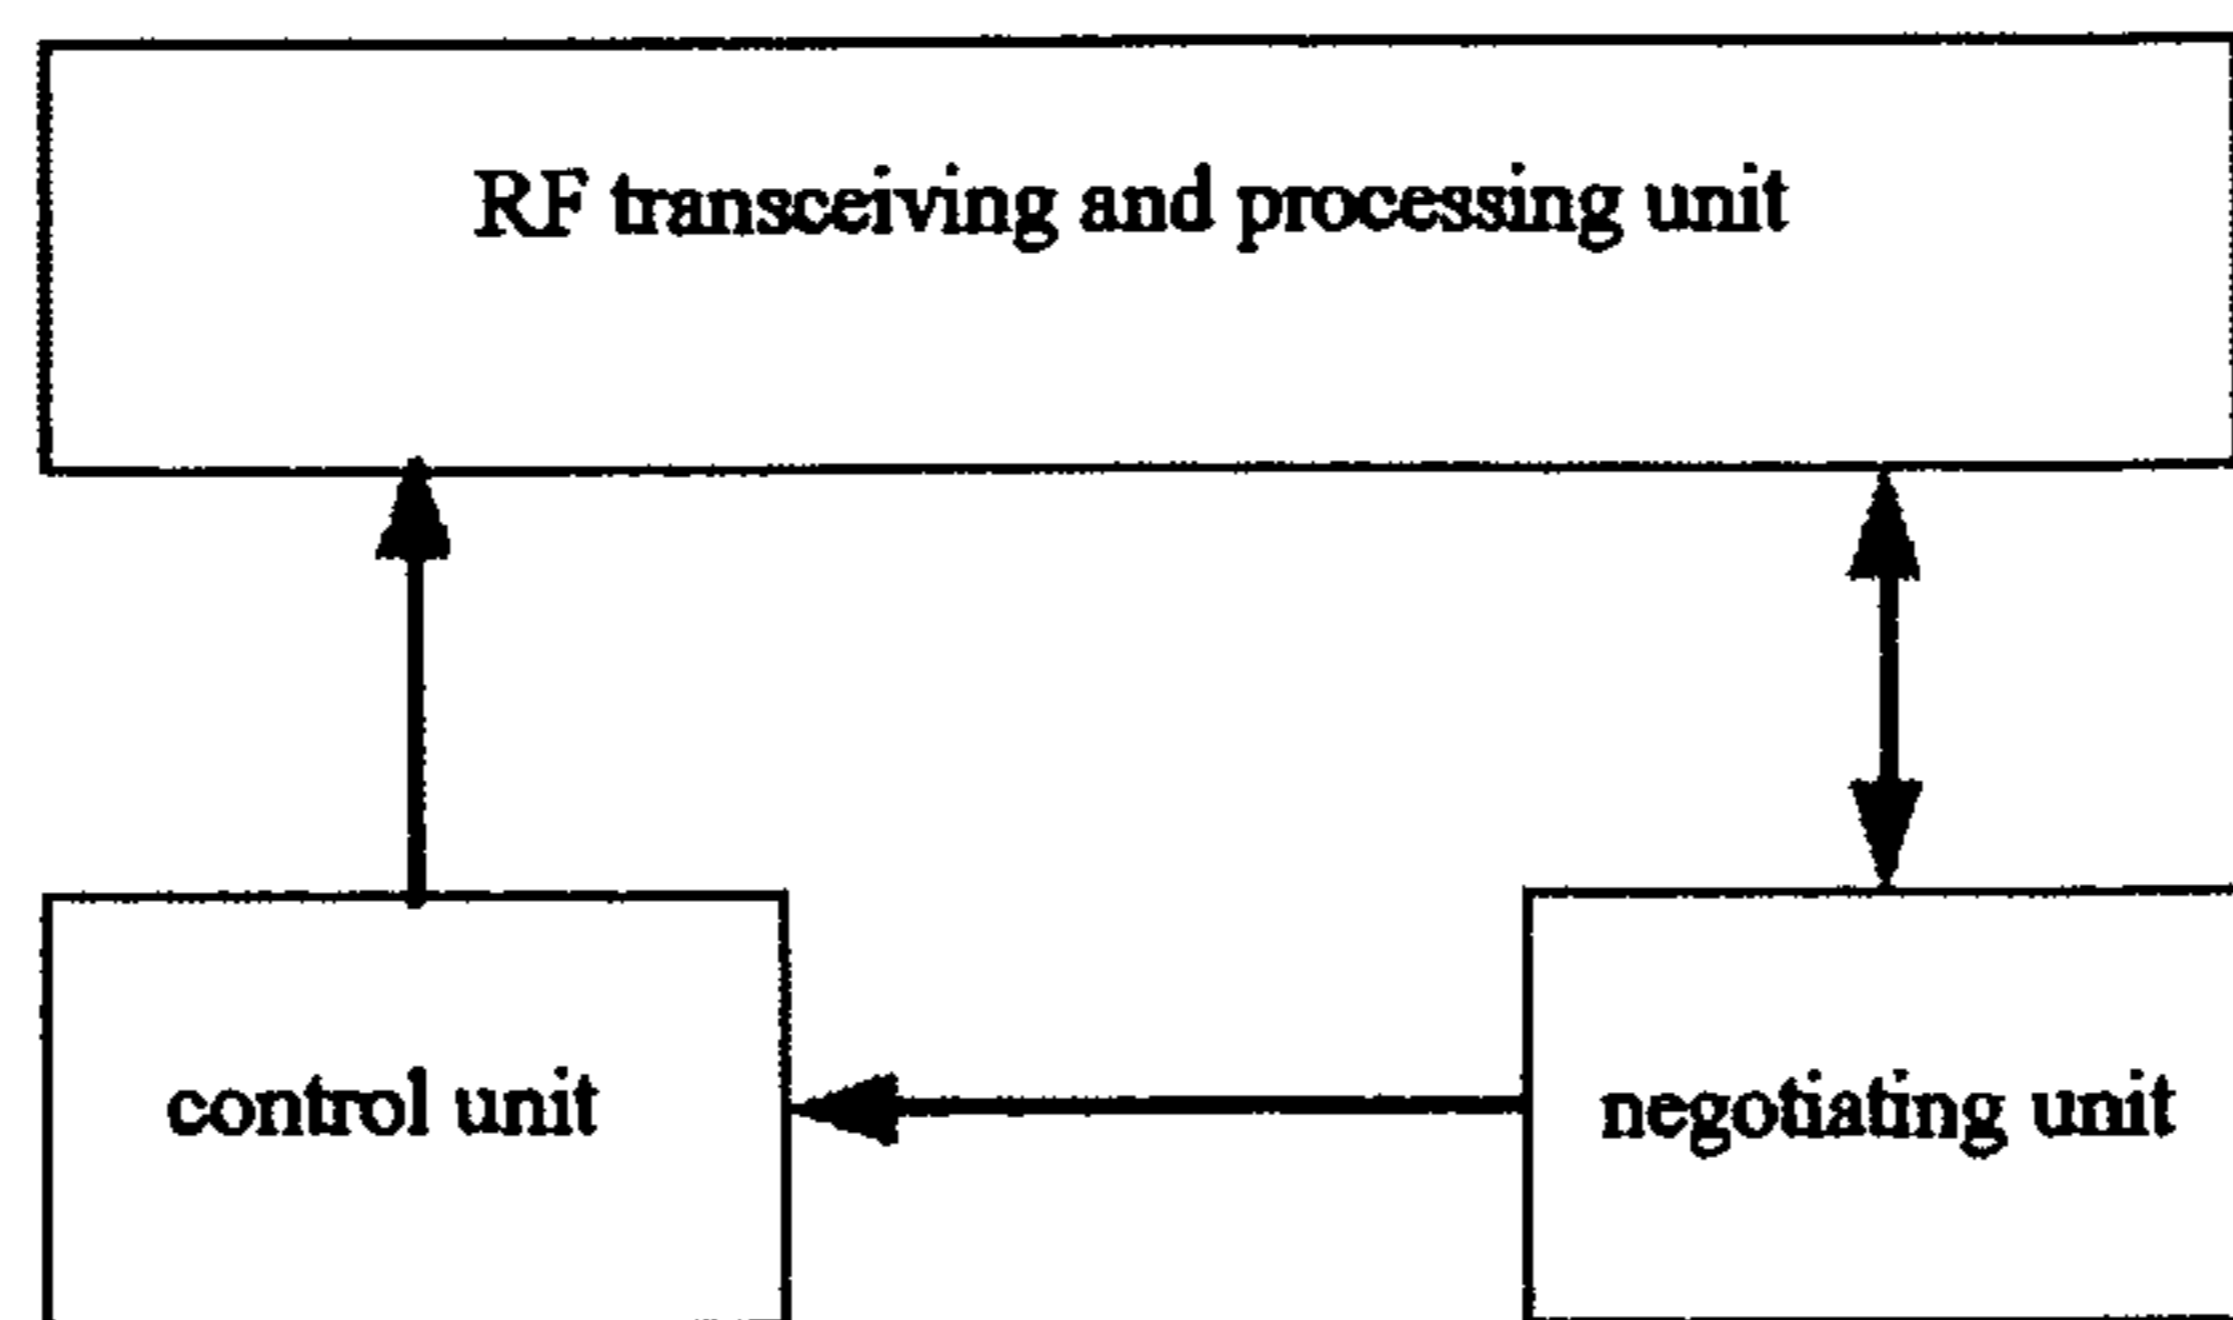 RF transceiving and processing unit
control unit
negotiating unit